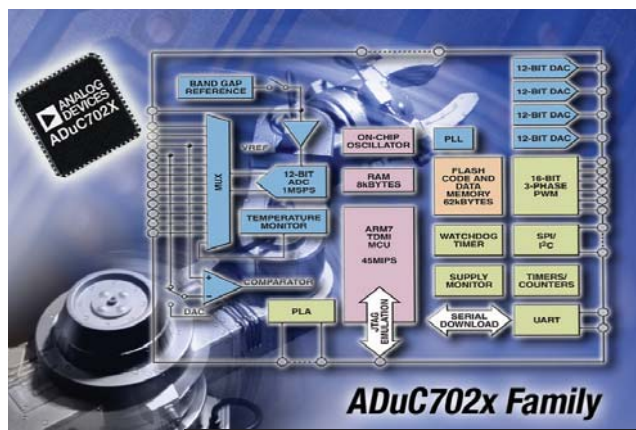 ANALOG
DEVICES
ADuC702x
BAND GAP
REFERENCE
VREF
MUX
12-BIT
ADC
1MSPS
TEMPERATURE
MONITOR
COMPARATOR
DAC
PLA
ON-CHIP
OSCILLATOR
RAM
8kBYTES
ARM7
TDMI
MCU
45MIPS
JTAG
EMULATION
PLL
FLASH
CODE AND
DATA
MEMORY
62kBYTES
WATCHDOG
TIMER
SUPPLY
MONITOR
SERIAL
DOWNLOAD
12-BIT DAC
12-BIT DAC
12-BIT DAC
12-BIT DAC
16-BIT
3-PHASE
PWM
SPI/
I²C
TIMERS/
COUNTERS
UART
ADuC702x Family